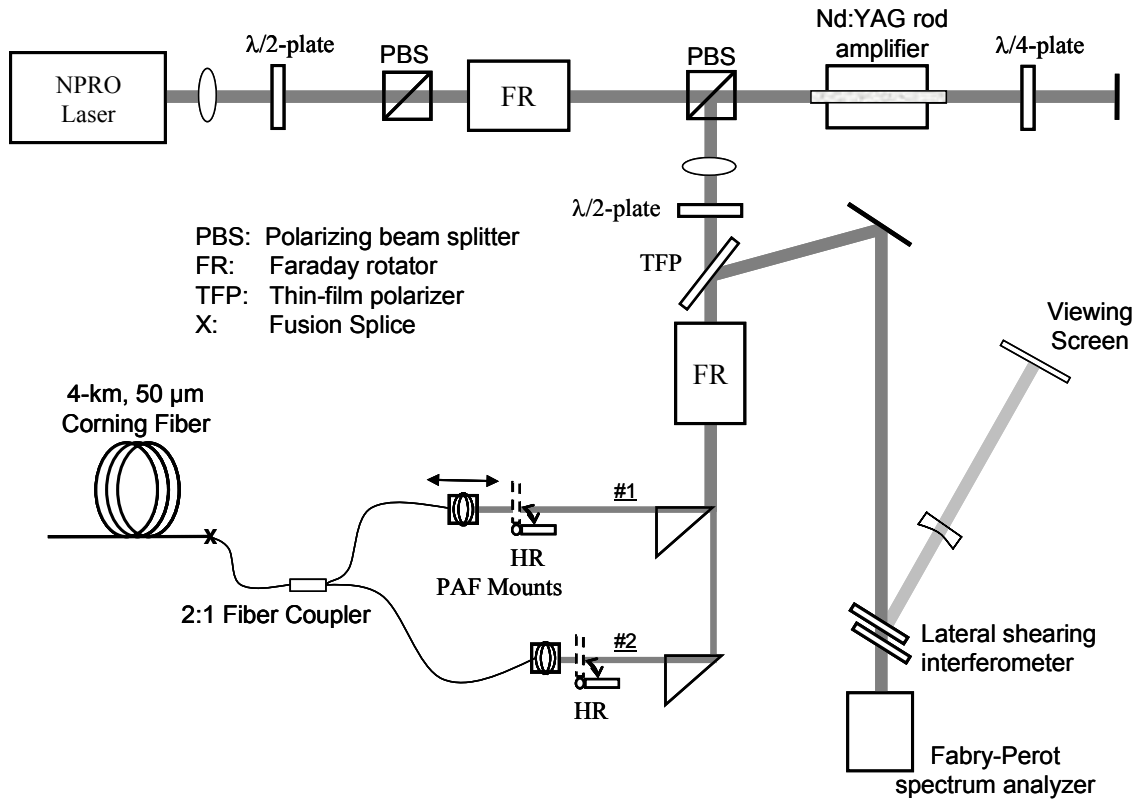 NPRO
Laser
λ/2-plate
PBS
FR
PBS
Nd:YAG rod
amplifier
λ/4-plate
λ/2-plate
TFP
FR
PBS: Polarizing beam splitter
FR: Faraday rotator
TFP: Thin-film polarizer
X: Fusion Splice
Viewing
Screen
4-km, 50 µm
Corning Fiber
x
#1
HR
PAF Mounts
2:1 Fiber Coupler
#2
HR
Lateral shearing
interferometer
Fabry-Perot
spectrum analyzer